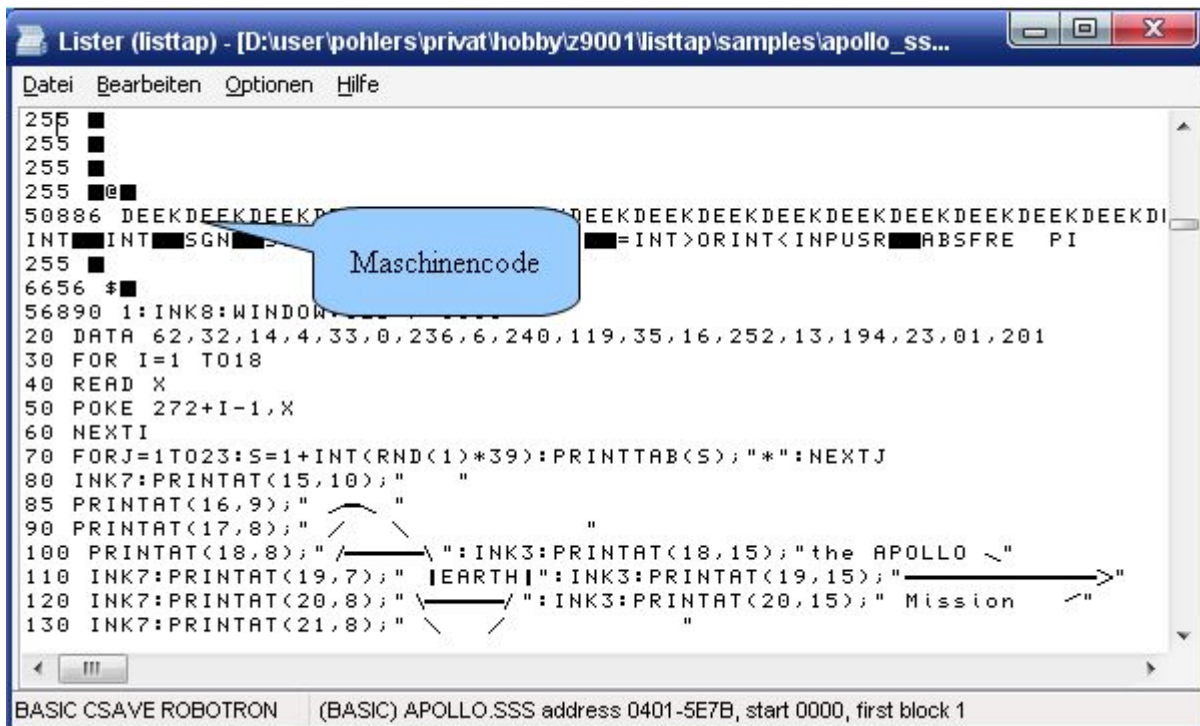 Lister (listtap) - [D:\user\pohlers\privat\hobby\z9001\listtap\samples\apollo_ss...
Datei Bearbeiten Optionen Hilfe
255 ■
255 ■
255 ■
255 ■@■
50886 DEEKDEEKDEEKD DEEKDEEKDEEKDEEKDEEKDEEKDEEKDEEKD
INT■■INT■■SGN■■ ■■=INT>ORINT<INPUSR■■ABSFRE PI
Maschinencode
255 ■
6656 $■
56890 1:INK8:WINDOW:
20 DATA 62,32,14,4,33,0,236,6,240,119,35,16,252,13,194,23,01,201
30 FOR I=1 TO18
40 READ X
50 POKE 272+I-1,X
60 NEXTI
70 FORJ=1TO23:S=1+INT(RND(1)*39):PRINTTAB(S);"*":NEXTJ
80 INK7:PRINTAT(15,10);"    "
85 PRINTAT(16,9);"    "
90 PRINTAT(17,8);" ╱ ╲    "
100 PRINTAT(18,8);" /─────\ ":INK3:PRINTAT(18,15);"the APOLLO ╲"
110 INK7:PRINTAT(19,7);" |EARTH|":INK3:PRINTAT(19,15);"────────────>"
120 INK7:PRINTAT(20,8);" \─────/ ":INK3:PRINTAT(20,15);" Mission ╱"
130 INK7:PRINTAT(21,8);" ╲ ╱    "
BASIC CSAVE ROBOTRON (BASIC) APOLLO.SSS address 0401-5E7B, start 0000, first block 1